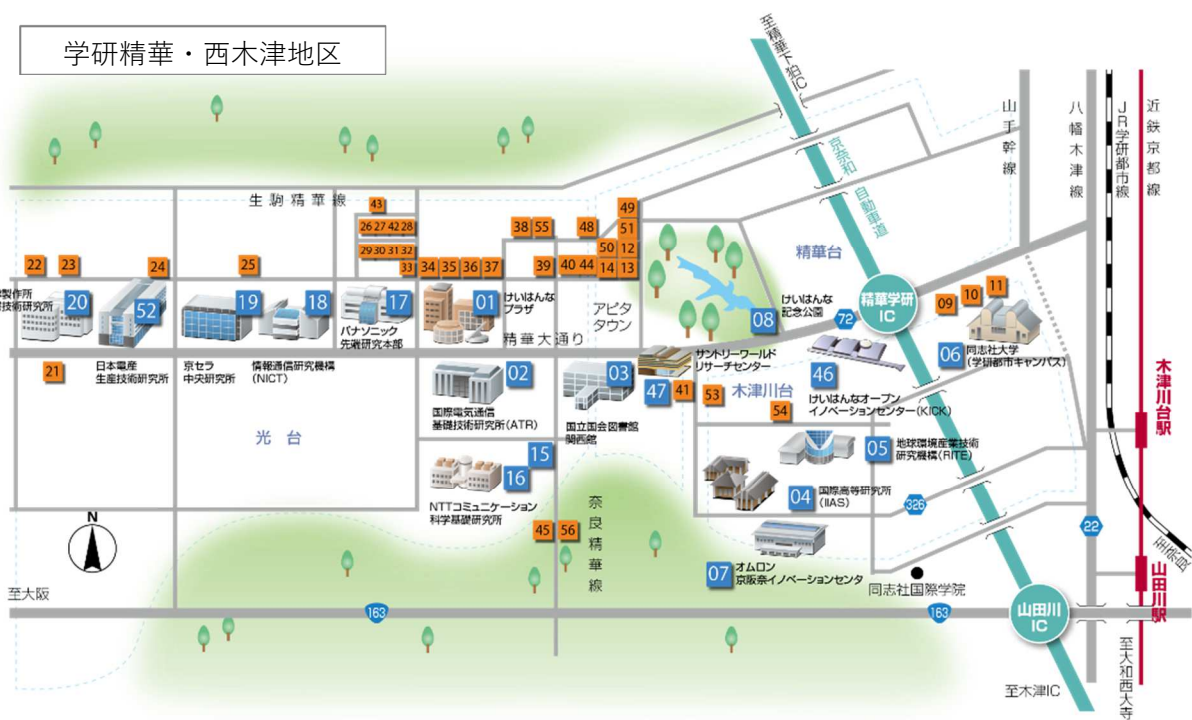 学研精華・西木津地区
至精華下狛IC
京奈和
自動車道
山手幹線
八幡木津線
JR学研都市線
近鉄京都線
生駒精華線
43
26 27 42 28
29 30 31 32
33
34 35 36 37
38 55
39
48
40 44
49
51
50 12
14 13
22
23
24
25
製作所
技術研究所
20
52
19
18
17
パナソニック
先端研究本部
01
けいはんな
プラザ
精華大通り
アピタ
タウン
精華台
08
けいはんな
記念公園
72
精華学研
IC
09
10
11
06
同志社大学
(学研都市キャンパス)
21
日本電産
生産技術研究所
京セラ
中央研究所
情報通信研究機構
(NICT)
02
国際電気通信
基礎技術研究所(ATR)
03
国立国会図書館
関西館
サントリーワールド
リサーチセンター
47
41
53
木津川台
54
46
けいはんなオープン
イノベーションセンター(KICK)
木津川台駅
光台
15
16
NTTコミュニケーション
科学基礎研究所
05
地球環境産業技術
研究機構(RITE)
04
国際高等研究所
(IIAS)
326
22
45 56
奈良精華線
07
オムロン
京阪奈イノベーションセンタ
同志社国際学院
至奈良
山田川駅
N
至大阪
163
163
山田川
IC
至木津IC
至大和西大寺